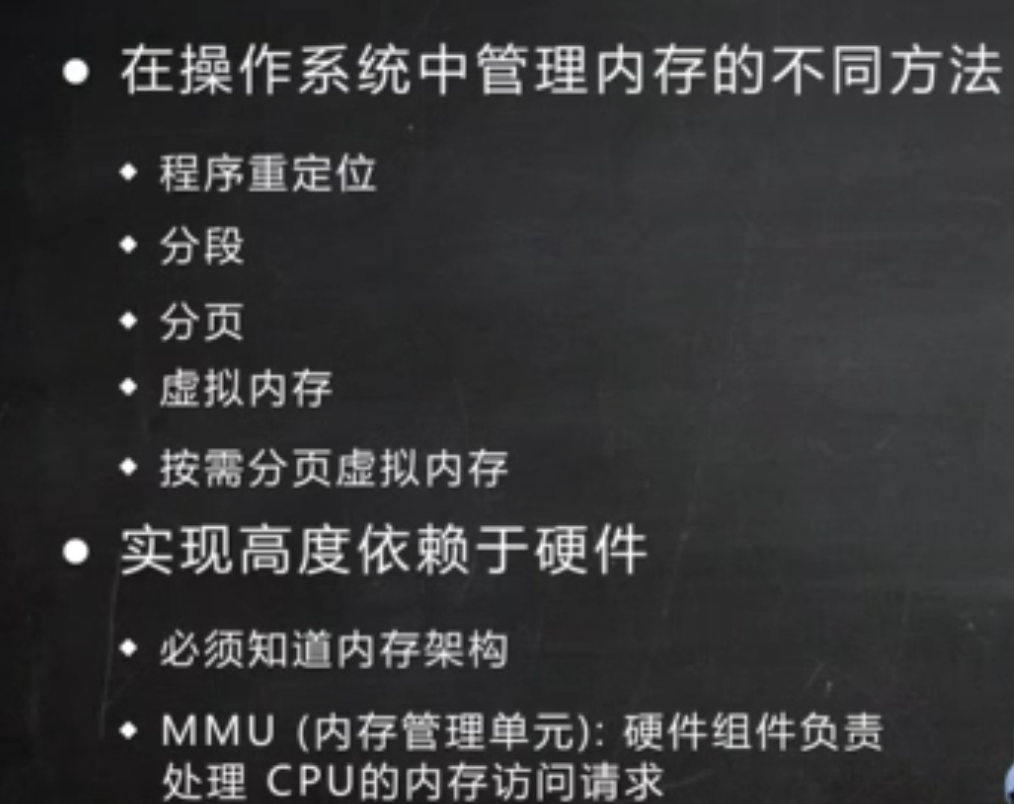 ● 在操作系统中管理内存的不同方法
◆ 程序重定位
◆ 分段
◆ 分页
◆ 虚拟内存
◆ 按需分页虚拟内存
● 实现高度依赖于硬件
◆ 必须知道内存架构
◆ MMU (内存管理单元): 硬件组件负责
处理 CPU的内存访问请求